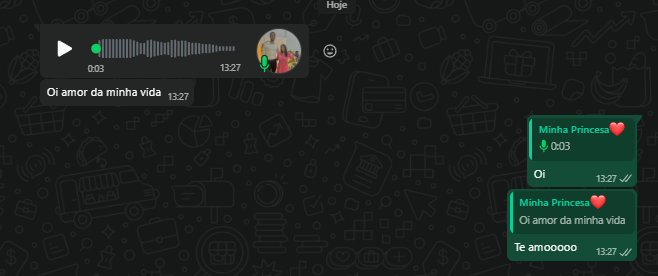 Hoje
0:03 13:27
Oi amor da minha vida 13:27
Minha Princesa❤️
0:03
Oi 13:27
Minha Princesa❤️
Oi amor da minha vida
Te amooooo 13:27